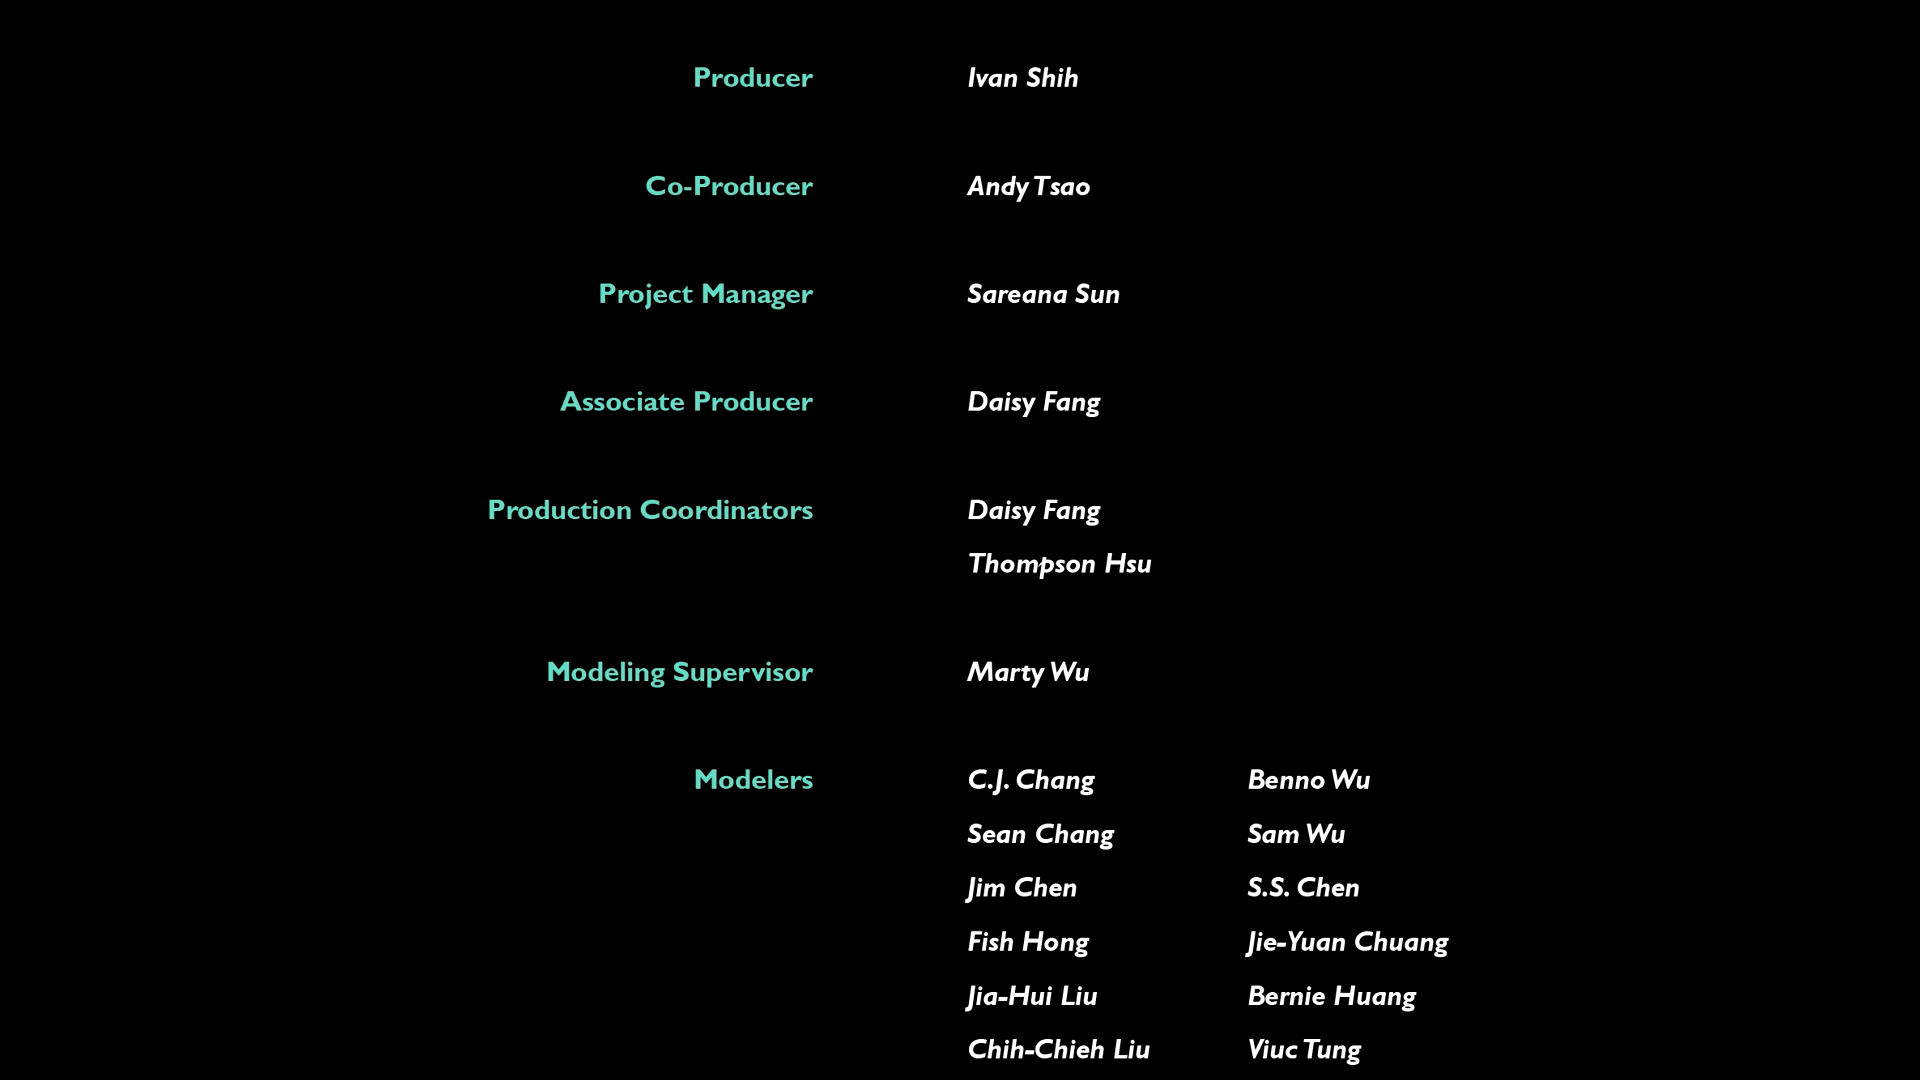 Producer Ivan Shih
Co-Producer Andy Tsao
Project Manager Sareana Sun
Associate Producer Daisy Fang
Production Coordinators Daisy Fang
Thompson Hsu
Modeling Supervisor Marty Wu
Modelers C.J. Chang Benno Wu
Sean Chang Sam Wu
Jim Chen S.S. Chen
Fish Hong Jie-Yuan Chuang
Jia-Hui Liu Bernie Huang
Chih-Chieh Liu Viuc Tung